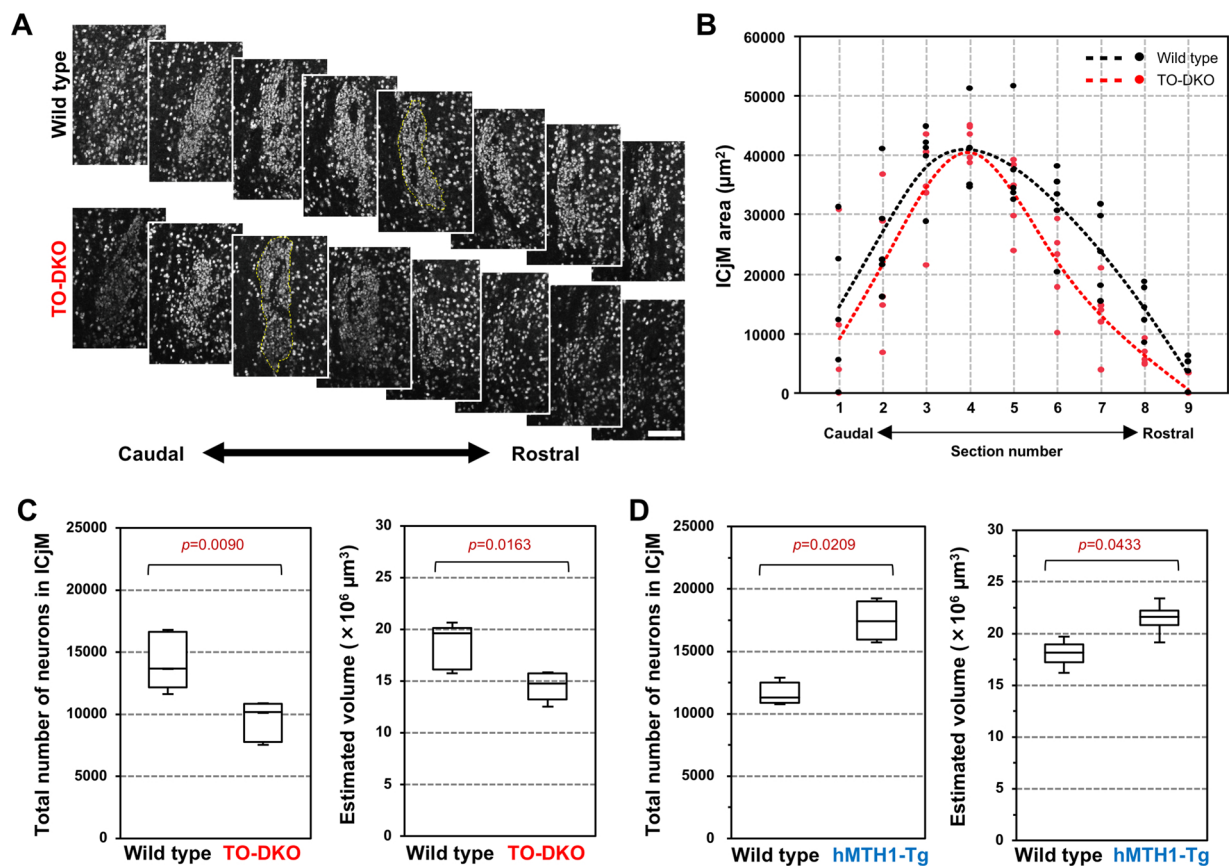 A
Wild type
TO-DKO
Caudal
Rostral
B
ICjM area (µm²)
60000
50000
40000
30000
20000
10000
0
Wild type
TO-DKO
1 2 3 4 5 6 7 8 9
Caudal
Rostral
Section number
C
Total number of neurons in ICjM
25000
20000
15000
10000
5000
0
p=0.0090
Wild type TO-DKO
Estimated volume (×10⁶ µm³)
30
25
20
15
10
5
0
p=0.0163
Wild type TO-DKO
D
Total number of neurons in ICjM
25000
20000
15000
10000
5000
0
p=0.0209
Wild type hMTH1-Tg
Estimated volume (×10⁶ µm³)
30
25
20
15
10
5
0
p=0.0433
Wild type hMTH1-Tg